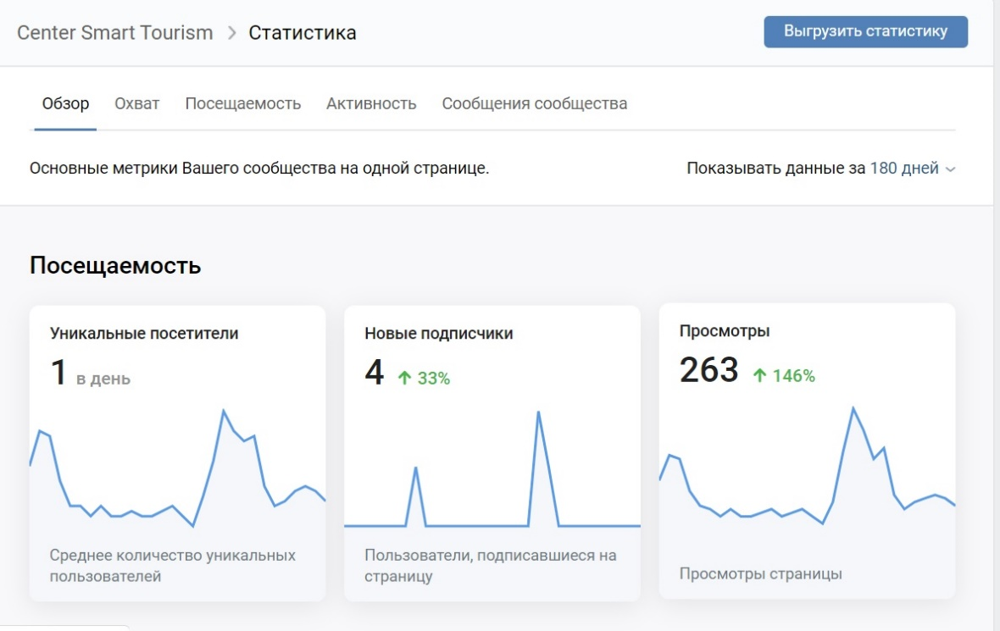 Center Smart Tourism > Статистика
Выгрузить статистику
Обзор Охват Посещаемость Активность Сообщения сообщества
Основные метрики Вашего сообщества на одной странице.
Показывать данные за 180 дней
Посещаемость
Уникальные посетители
1 в день
Среднее количество уникальных
пользователей
Новые подписчики
4 ↑ 33%
Пользователи, подписавшиеся на
страницу
Просмотры
263 ↑ 146%
Просмотры страницы